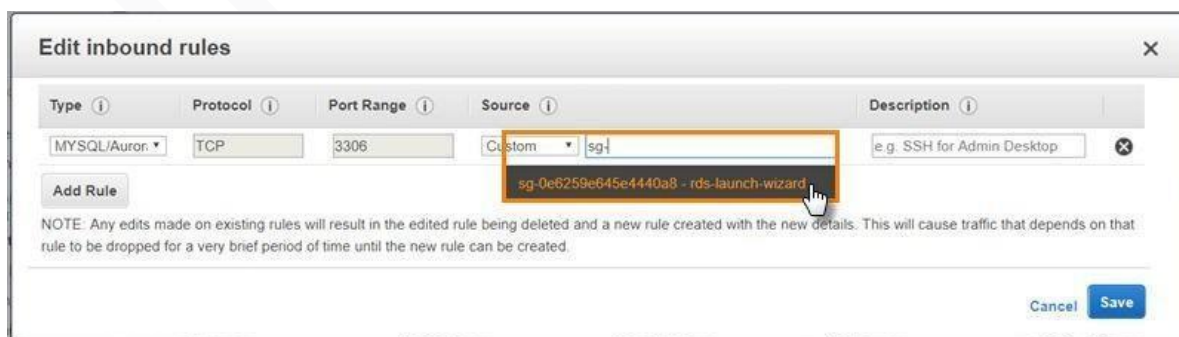 Edit inbound rules
Type Protocol Port Range Source Description
MYSQL/Auror. TCP 3306 Custom sg- e.g. SSH for Admin Desktop
sg-0e6259e645e4440a8 - rds-launch-wizard
Add Rule
NOTE: Any edits made on existing rules will result in the edited rule being deleted and a new rule created with the new details. This will cause traffic that depends on that
rule to be dropped for a very brief period of time until the new rule can be created.
Cancel Save